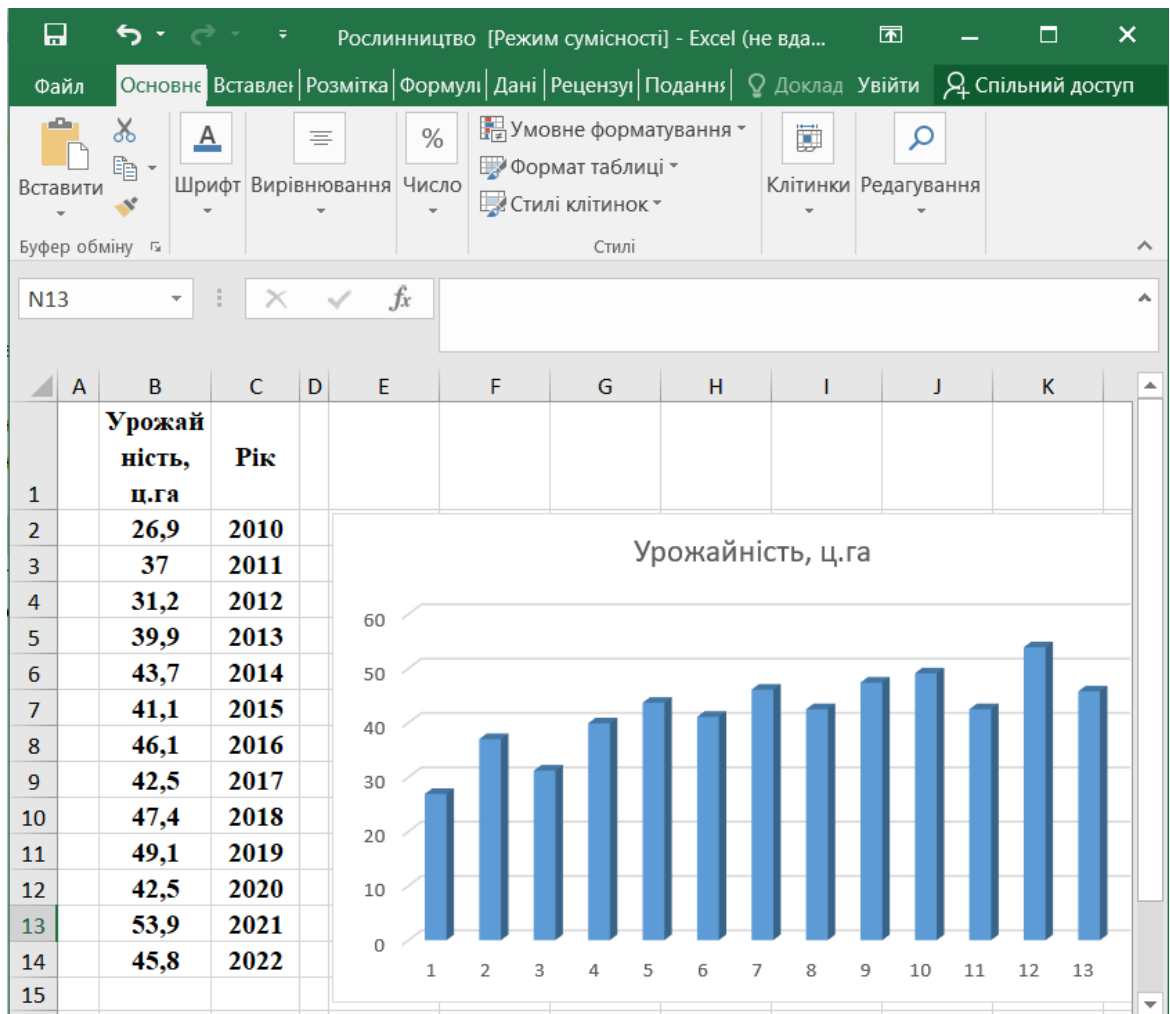 Рослинництво [Режим сумісності] - Excel (не вда...
Файл Основне Вставлен Розмітка Формули Дані Рецензуі Подання Доклад Увійти Спільний доступ
Вставити
Шрифт Вирівнювання % Число
Умовне форматування
Формат таблиці
Стилі клітинок
Клітинки Редагування
Буфер обміну Стилі
N13 fx
A B C D E F G H I J K
1 Урожай
ність,
ц.га Рік
2 26,9 2010
3 37 2011
4 31,2 2012
5 39,9 2013
6 43,7 2014
7 41,1 2015
8 46,1 2016
9 42,5 2017
10 47,4 2018
11 49,1 2019
12 42,5 2020
13 53,9 2021
14 45,8 2022
15
Урожайність, ц.га
60
50
40
30
20
10
0
1 2 3 4 5 6 7 8 9 10 11 12 13